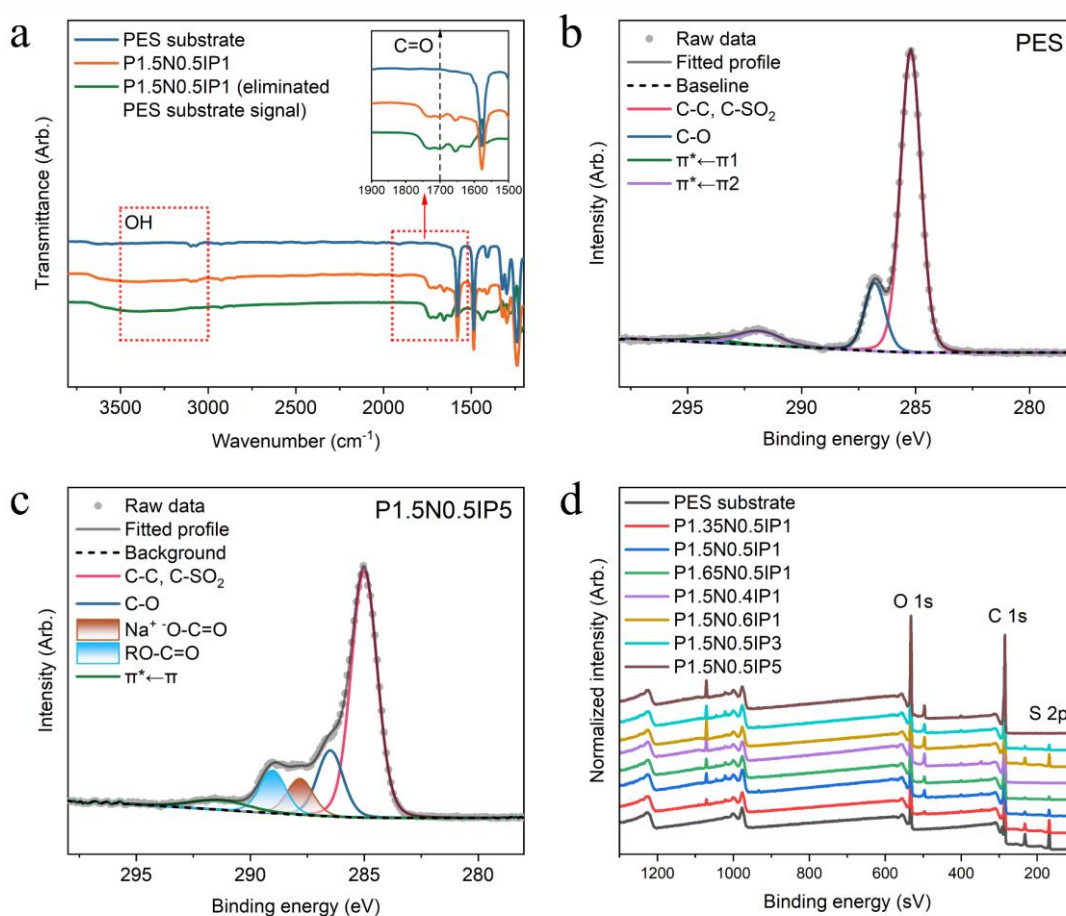 a
PES substrate
P1.5N0.5IP1
P1.5N0.5IP1 (eliminated
PES substrate signal)
C=O
1900 1800 1700 1600 1500
OH
Transmittance (Arb.)
3500 3000 2500 2000 1500
Wavenumber (cm⁻¹)
b
PES
Raw data
Fitted profile
Baseline
C-C, C-SO₂
C-O
π*←π1
π*←π2
Intensity (Arb.)
295 290 285 280
Binding energy (eV)
c
P1.5N0.5IP5
Raw data
Fitted profile
Background
C-C, C-SO₂
C-O
Na⁺ ⁻O-C=O
RO-C=O
π*←π
Intensity (Arb.)
295 290 285 280
Binding energy (eV)
d
PES substrate
P1.35N0.5IP1
P1.5N0.5IP1
P1.65N0.5IP1
P1.5N0.4IP1
P1.5N0.6IP1
P1.5N0.5IP3
P1.5N0.5IP5
O 1s
C 1s
S 2p
Normalized intensity (Arb.)
1200 1000 800 600 400 200
Binding energy (sV)